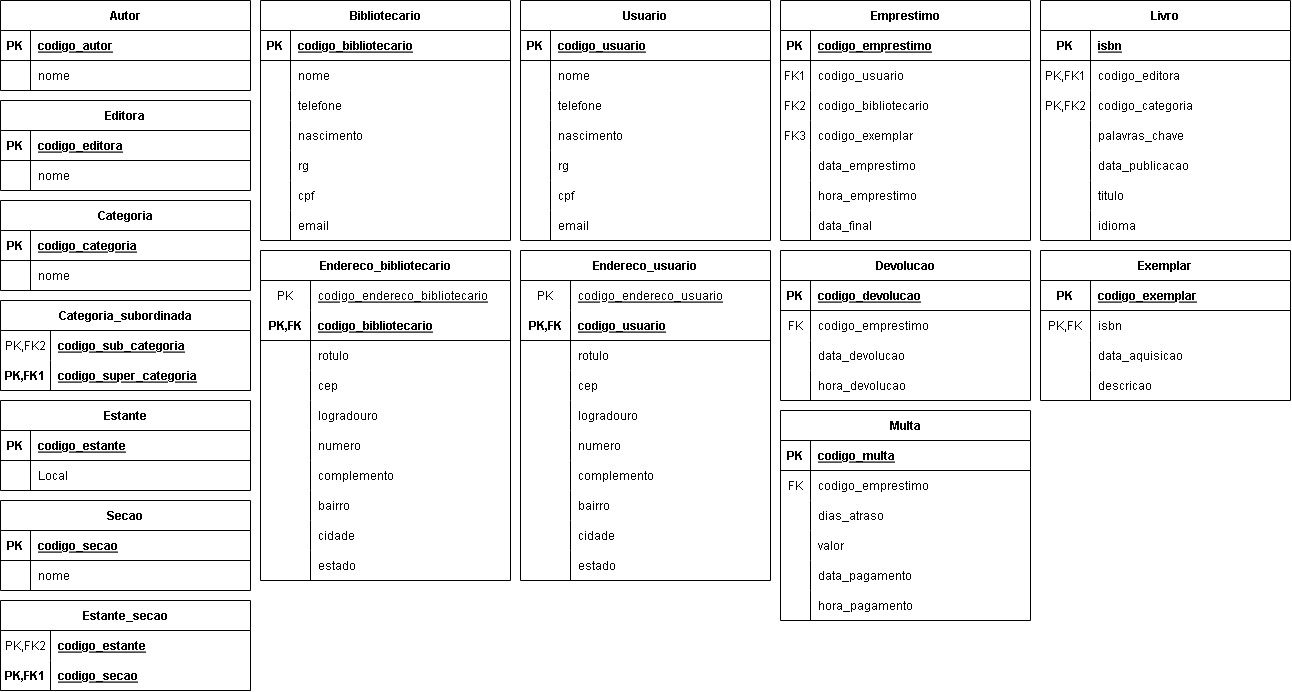 Autor
PK codigo_autor
nome
Editora
PK codigo_editora
nome
Categoria
PK codigo_categoria
nome
Categoria_subordinada
PK,FK2 codigo_sub_categoria
PK,FK1 codigo_super_categoria
Estante
PK codigo_estante
Local
Secao
PK codigo_secao
nome
Estante_secao
PK,FK2 codigo_estante
PK,FK1 codigo_secao
Bibliotecario
PK codigo_bibliotecario
nome
telefone
nascimento
rg
cpf
email
Endereco_bibliotecario
PK codigo_endereco_bibliotecario
PK,FK codigo_bibliotecario
rotulo
cep
logradouro
numero
complemento
bairro
cidade
estado
Usuario
PK codigo_usuario
nome
telefone
nascimento
rg
cpf
email
Endereco_usuario
PK codigo_endereco_usuario
PK,FK codigo_usuario
rotulo
cep
logradouro
numero
complemento
bairro
cidade
estado
Emprestimo
PK codigo_emprestimo
FK1 codigo_usuario
FK2 codigo_bibliotecario
FK3 codigo_exemplar
data_emprestimo
hora_emprestimo
data_final
Devolucao
PK codigo_devolucao
FK codigo_emprestimo
data_devolucao
hora_devolucao
Multa
PK codigo_multa
FK codigo_emprestimo
dias_atraso
valor
data_pagamento
hora_pagamento
Livro
PK isbn
PK,FK1 codigo_editora
PK,FK2 codigo_categoria
palavras_chave
data_publicacao
titulo
idioma
Exemplar
PK codigo_exemplar
PK,FK isbn
data_aquisicao
descricao